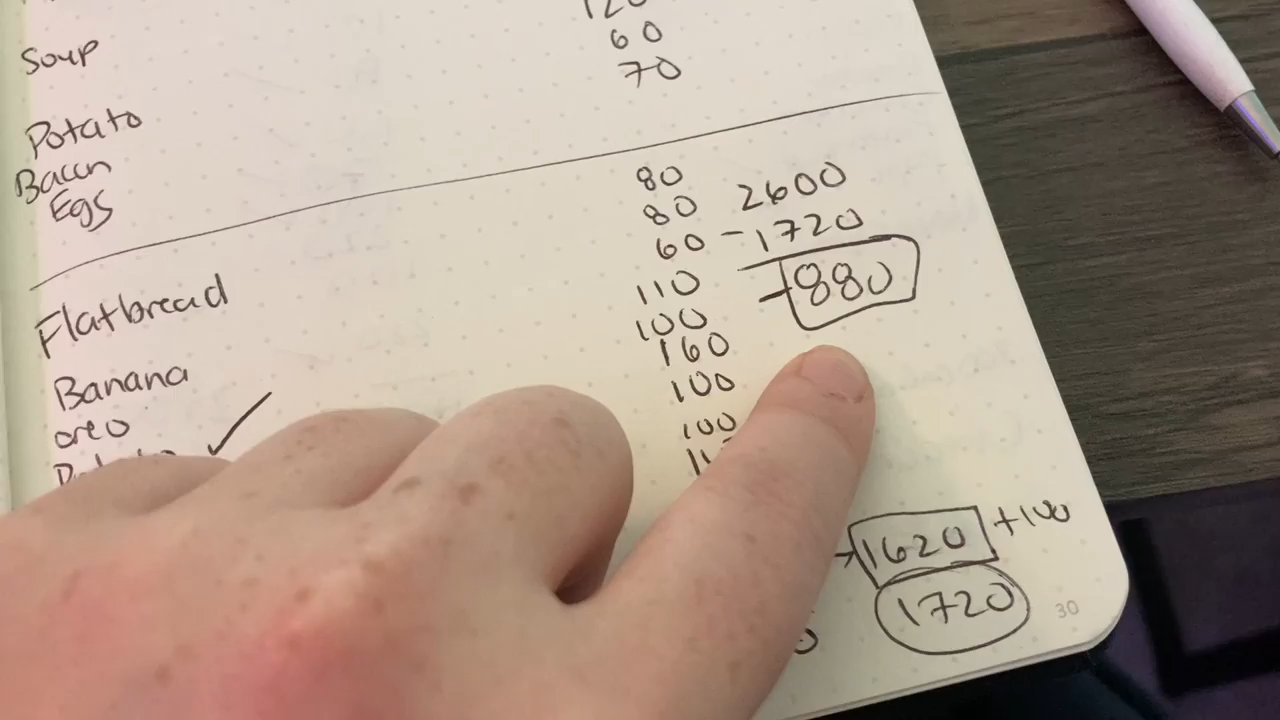 Soup
60
70
Potato
Bacon
Eggs
80
80
60
2600
- 1720
-880
Flatbread
110
100
160
Banana
100
oreo
100
1620 +100
1720
30